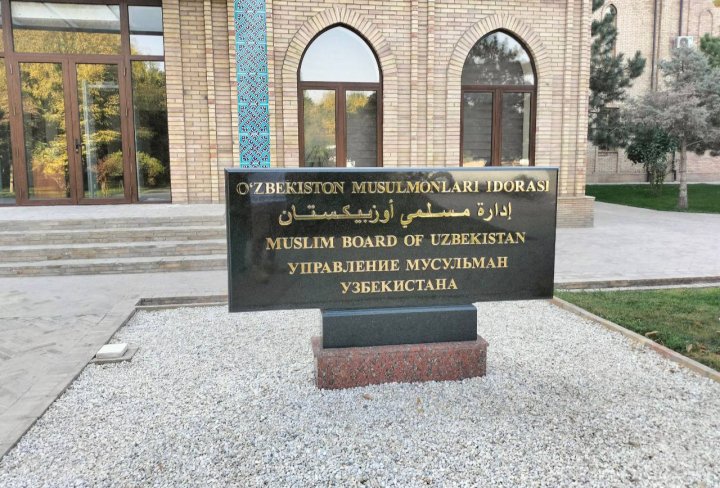 O‘ZBEKISTON MUSULMONLARI IDORASI
إدارة مسلمي أوزبيكستان
MUSLIM BOARD OF UZBEKISTAN
УПРАВЛЕНИЕ МУСУЛЬМАН
УЗБЕКИСТАНА